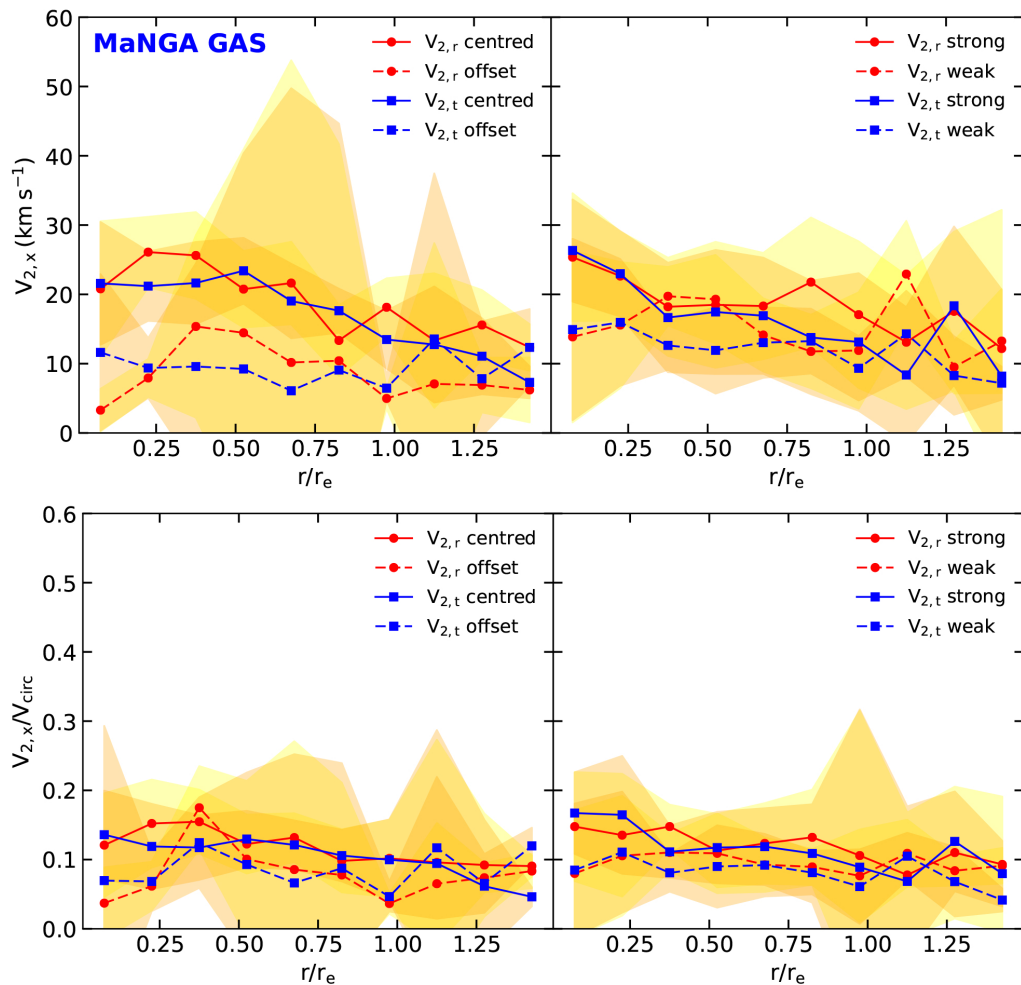 60
50
40
30
20
10
0
V2,x (km s−1)
MaNGA GAS
V2,r centred
V2,r offset
V2,t centred
V2,t offset
0.25 0.50 0.75 1.00 1.25
r/re
V2,r strong
V2,r weak
V2,t strong
V2,t weak
0.25 0.50 0.75 1.00 1.25
r/re
0.6
0.5
0.4
0.3
0.2
0.1
0.0
V2,x/Vcirc
V2,r centred
V2,r offset
V2,t centred
V2,t offset
0.25 0.50 0.75 1.00 1.25
r/re
V2,r strong
V2,r weak
V2,t strong
V2,t weak
0.25 0.50 0.75 1.00 1.25
r/re